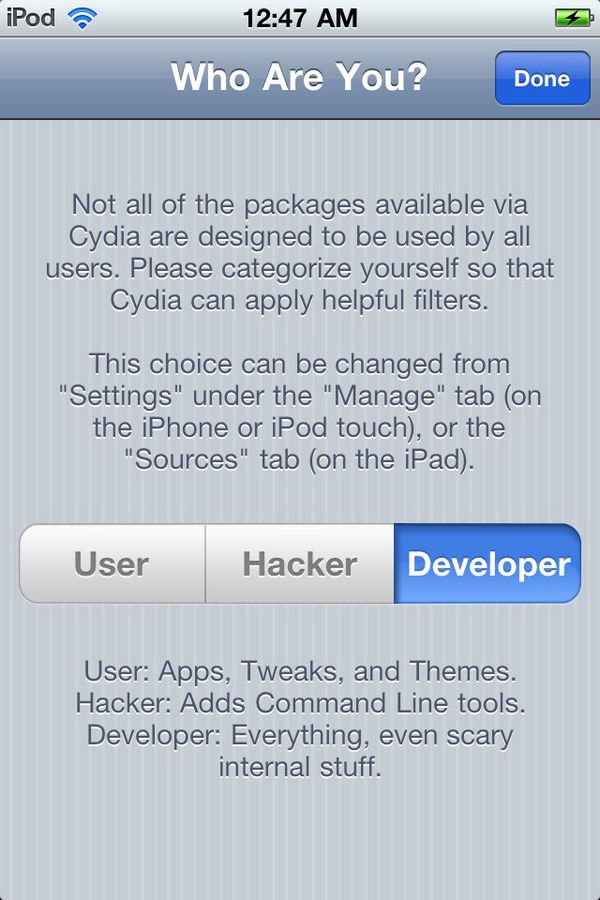 iPod 12:47 AM
Who Are You? Done
Not all of the packages available via
Cydia are designed to be used by all
users. Please categorize yourself so that
Cydia can apply helpful filters.
This choice can be changed from
"Settings" under the "Manage" tab (on
the iPhone or iPod touch), or the
"Sources" tab (on the iPad).
User Hacker Developer
User: Apps, Tweaks, and Themes.
Hacker: Adds Command Line tools.
Developer: Everything, even scary
internal stuff.